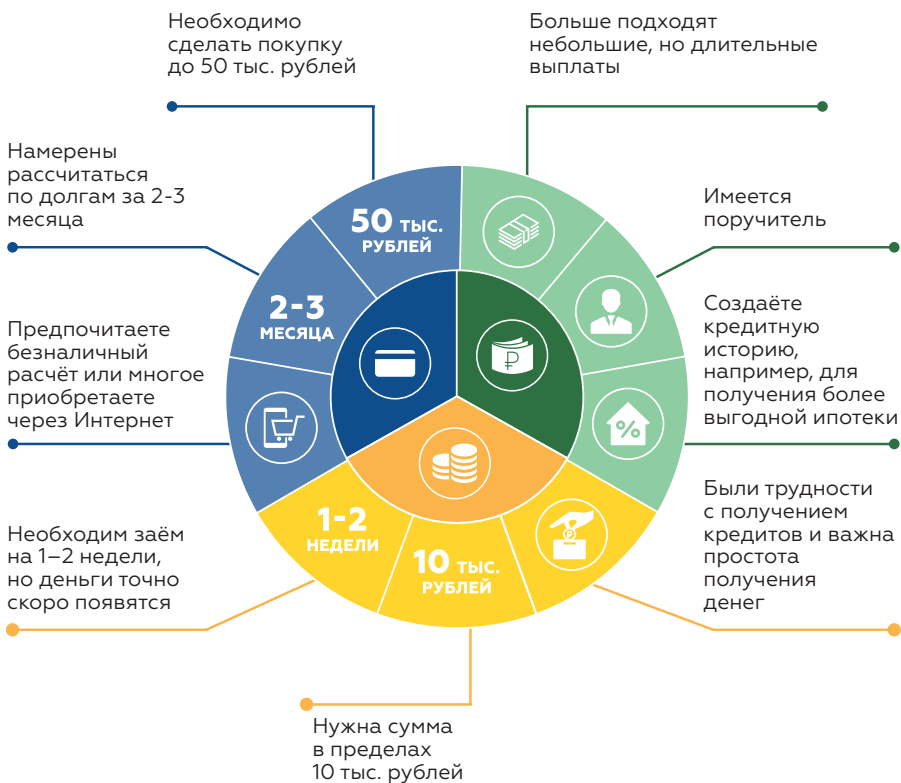 Необходимо
сделать покупку
до 50 тыс. рублей
Больше подходят
небольшие, но длительные
выплаты
Намерены
рассчитаться
по долгам за 2-3
месяца
Имеется
поручитель
50 ТЫС.
РУБЛЕЙ
2-3
МЕСЯЦА
Предпочитаете
безналичный
расчёт или многое
приобретаете
через Интернет
Создаёте
кредитную
историю,
например, для
получения более
выгодной ипотеки
₽
%
Необходим заём
на 1–2 недели,
но деньги точно
скоро появятся
1-2
НЕДЕЛИ
10 ТЫС.
РУБЛЕЙ
₽
Были трудности
с получением
кредитов и важна
простота
получения
денег
Нужна сумма
в пределах
10 тыс. рублей